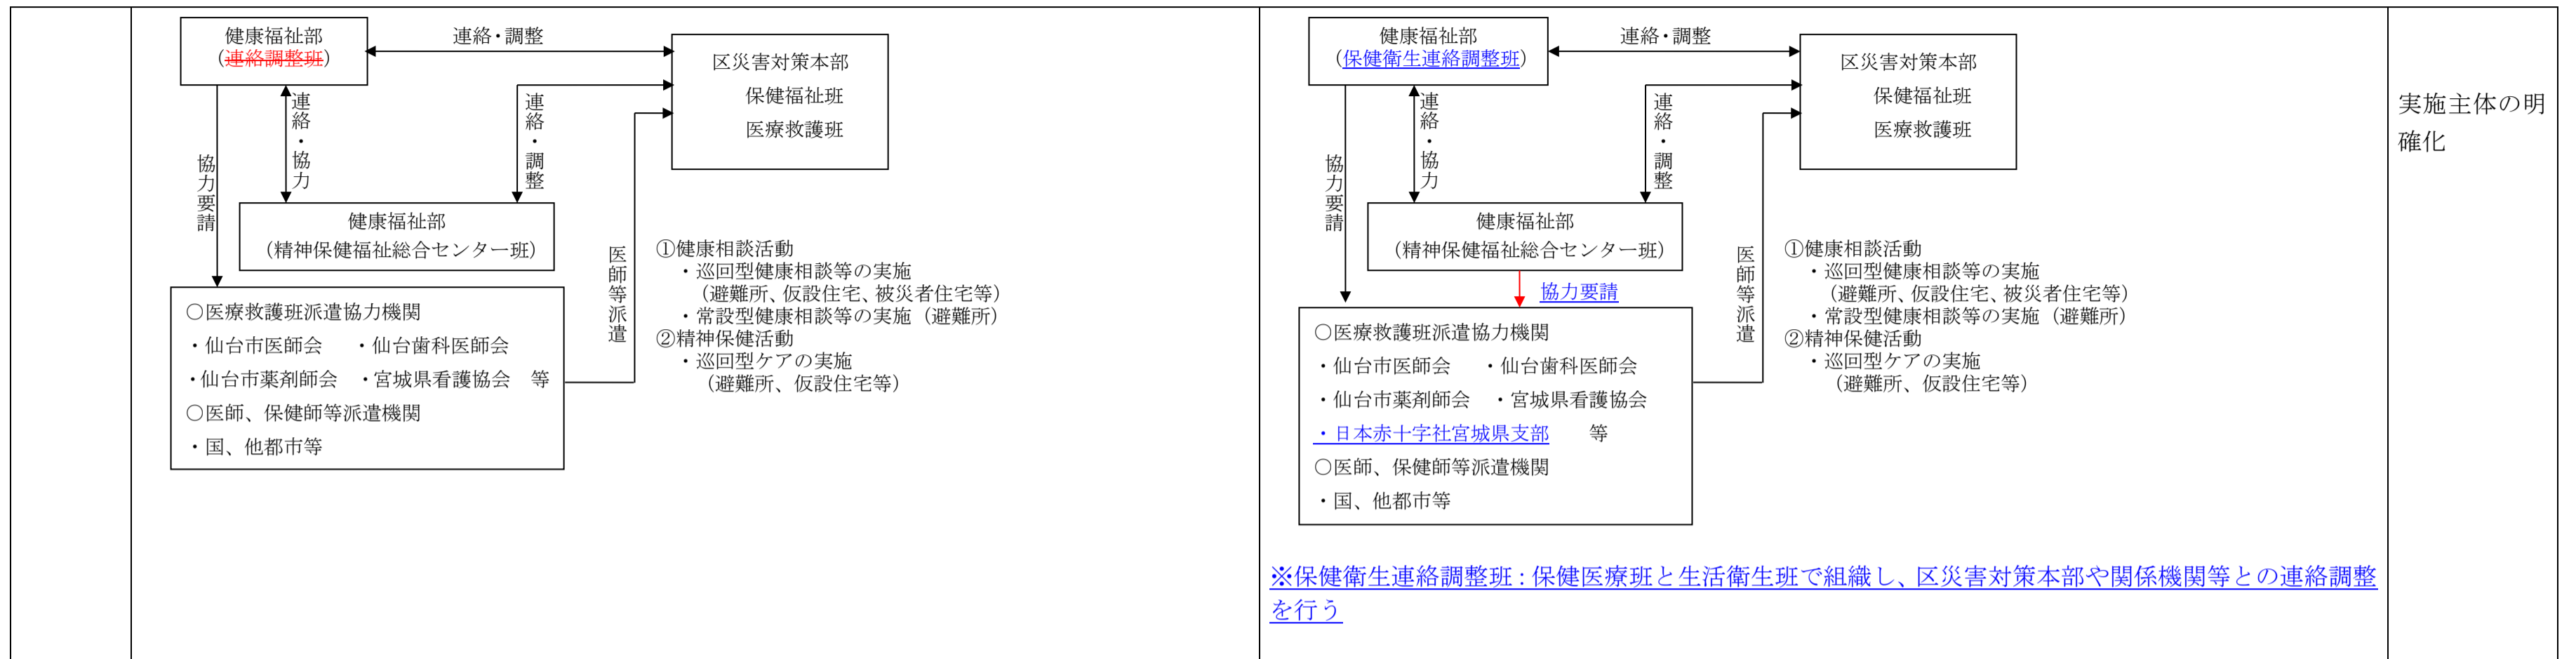 健康福祉部
（連絡調整班）
連絡・調整
区災害対策本部
保健福祉班
医療救護班
連絡・協力
連絡・調整
協力要請
健康福祉部
（精神保健福祉総合センター班）
医師等派遣
①健康相談活動
・巡回型健康相談等の実施
（避難所、仮設住宅、被災者住宅等）
・常設型健康相談等の実施（避難所）
②精神保健活動
・巡回型ケアの実施
（避難所、仮設住宅等）
○医療救護班派遣協力機関
・仙台市医師会　・仙台歯科医師会
・仙台市薬剤師会　・宮城県看護協会　等
○医師、保健師等派遣機関
・国、他都市等
健康福祉部
（保健衛生連絡調整班）
連絡・調整
区災害対策本部
保健福祉班
医療救護班
連絡・協力
連絡・調整
協力要請
健康福祉部
（精神保健福祉総合センター班）
協力要請
医師等派遣
①健康相談活動
・巡回型健康相談等の実施
（避難所、仮設住宅、被災者住宅等）
・常設型健康相談等の実施（避難所）
②精神保健活動
・巡回型ケアの実施
（避難所、仮設住宅等）
○医療救護班派遣協力機関
・仙台市医師会　・仙台歯科医師会
・仙台市薬剤師会　・宮城県看護協会
・日本赤十字社宮城県支部　等
○医師、保健師等派遣機関
・国、他都市等
※保健衛生連絡調整班：保健医療班と生活衛生班で組織し、区災害対策本部や関係機関等との連絡調整
を行う
実施主体の明
確化